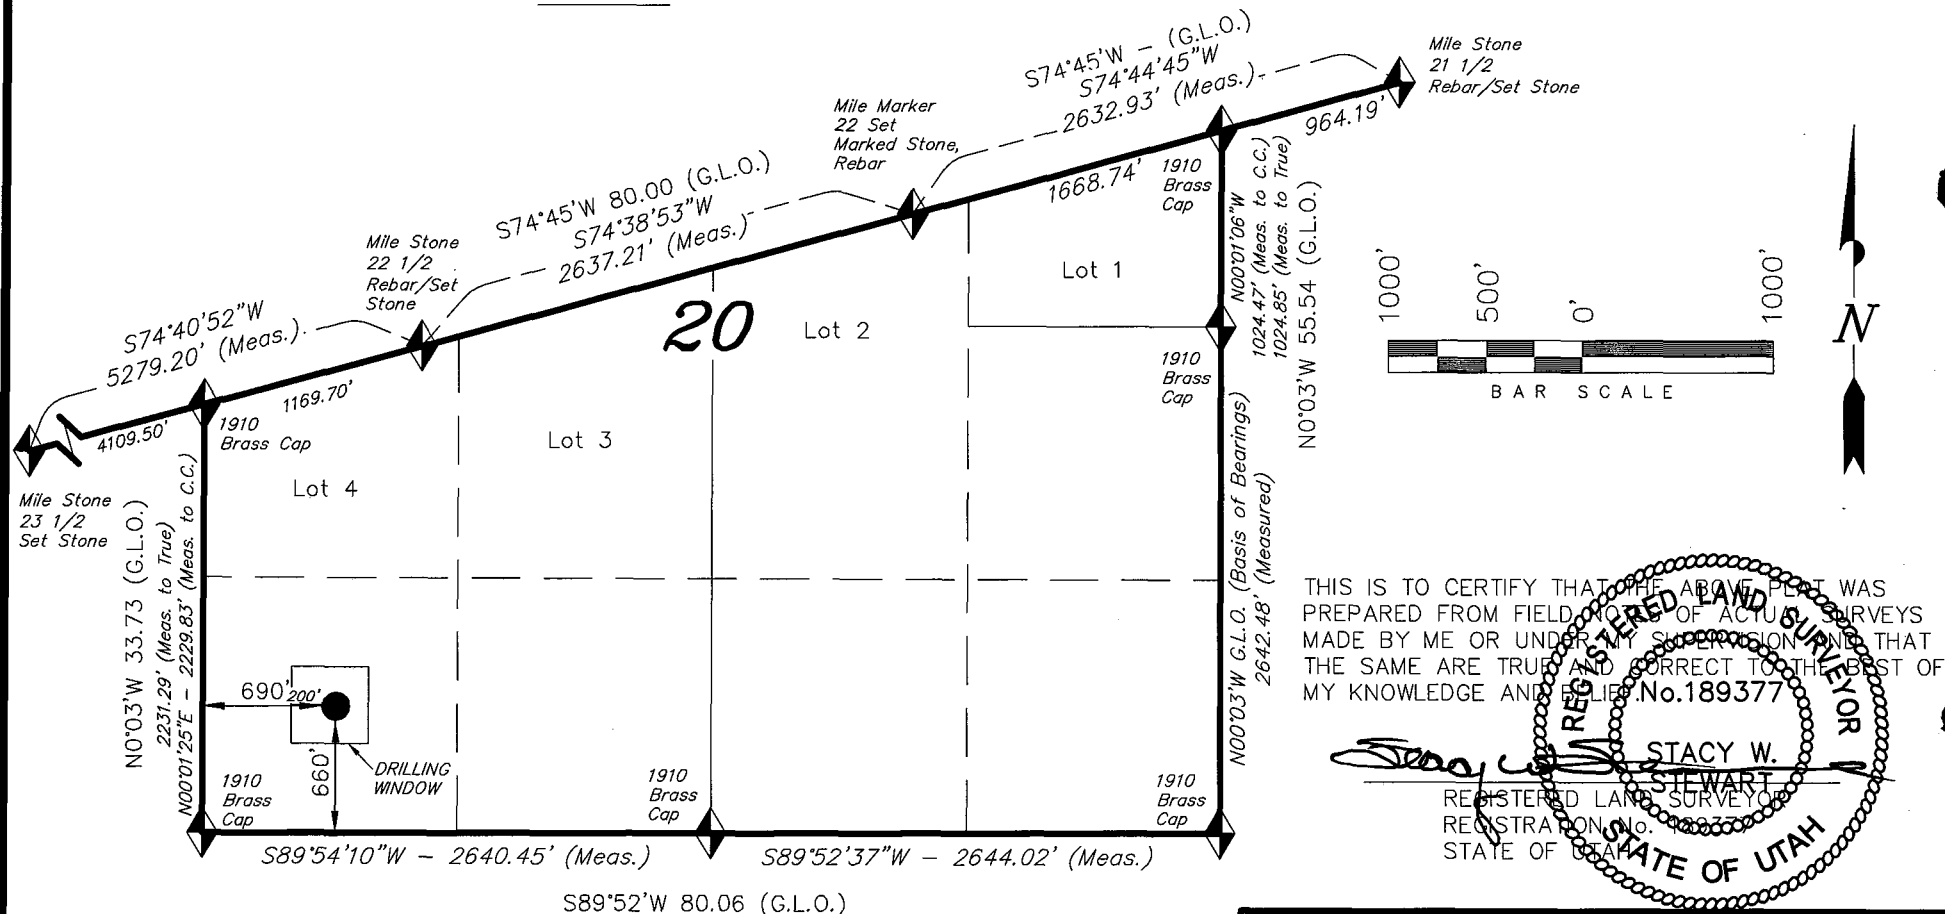 S74°45'W - (G.L.O.)
S74°44'45"W
2632.93' (Meas.)
Mile Stone
21 1/2
Rebar/Set Stone
964.19'
Mile Marker
22 Set
Marked Stone,
Rebar
1668.74'
1910
Brass
Cap
S74°45'W 80.00 (G.L.O.)
S74°38'53"W
2637.21' (Meas.)
Mile Stone
22 1/2
Rebar/Set
Stone
S74°40'52"W
5279.20' (Meas.)
1169.70'
4109.50'
1910
Brass Cap
Mile Stone
23 1/2
Set Stone
20
Lot 1
Lot 2
Lot 3
Lot 4
N00°01'06"W
1024.47' (Meas. to C.C.)
1024.85' (Meas. to True)
N0°03'W 55.54 (G.L.O.)
1910
Brass
Cap
N00°03'W G.L.O. (Basis of Bearings)
2642.48' (Measured)
N0°03'W 33.73 (G.L.O.)
2231.29' (Meas. to True)
N00°01'25"E - 2229.83' (Meas. to C.C.)
690'
200'
660'
DRILLING
WINDOW
1910
Brass
Cap
1910
Brass
Cap
1910
Brass
Cap
S89°54'10"W - 2640.45' (Meas.)
S89°52'37"W - 2644.02' (Meas.)
S89°52'W 80.06 (G.L.O.)
1000'
500'
0'
1000'
BAR SCALE
N
THIS IS TO CERTIFY THAT THE ABOVE PLAT WAS
PREPARED FROM FIELD NOTES OF ACTUAL SURVEYS
MADE BY ME OR UNDER MY SUPERVISION AND THAT
THE SAME ARE TRUE AND CORRECT TO THE BEST OF
MY KNOWLEDGE AND BELIEF.
REGISTERED LAND SURVEYOR
No.189377
STACY W.
STEWART
STATE OF UTAH
REGISTERED LAND SURVEYOR
REGISTRATION No. 189377
STATE OF UTAH